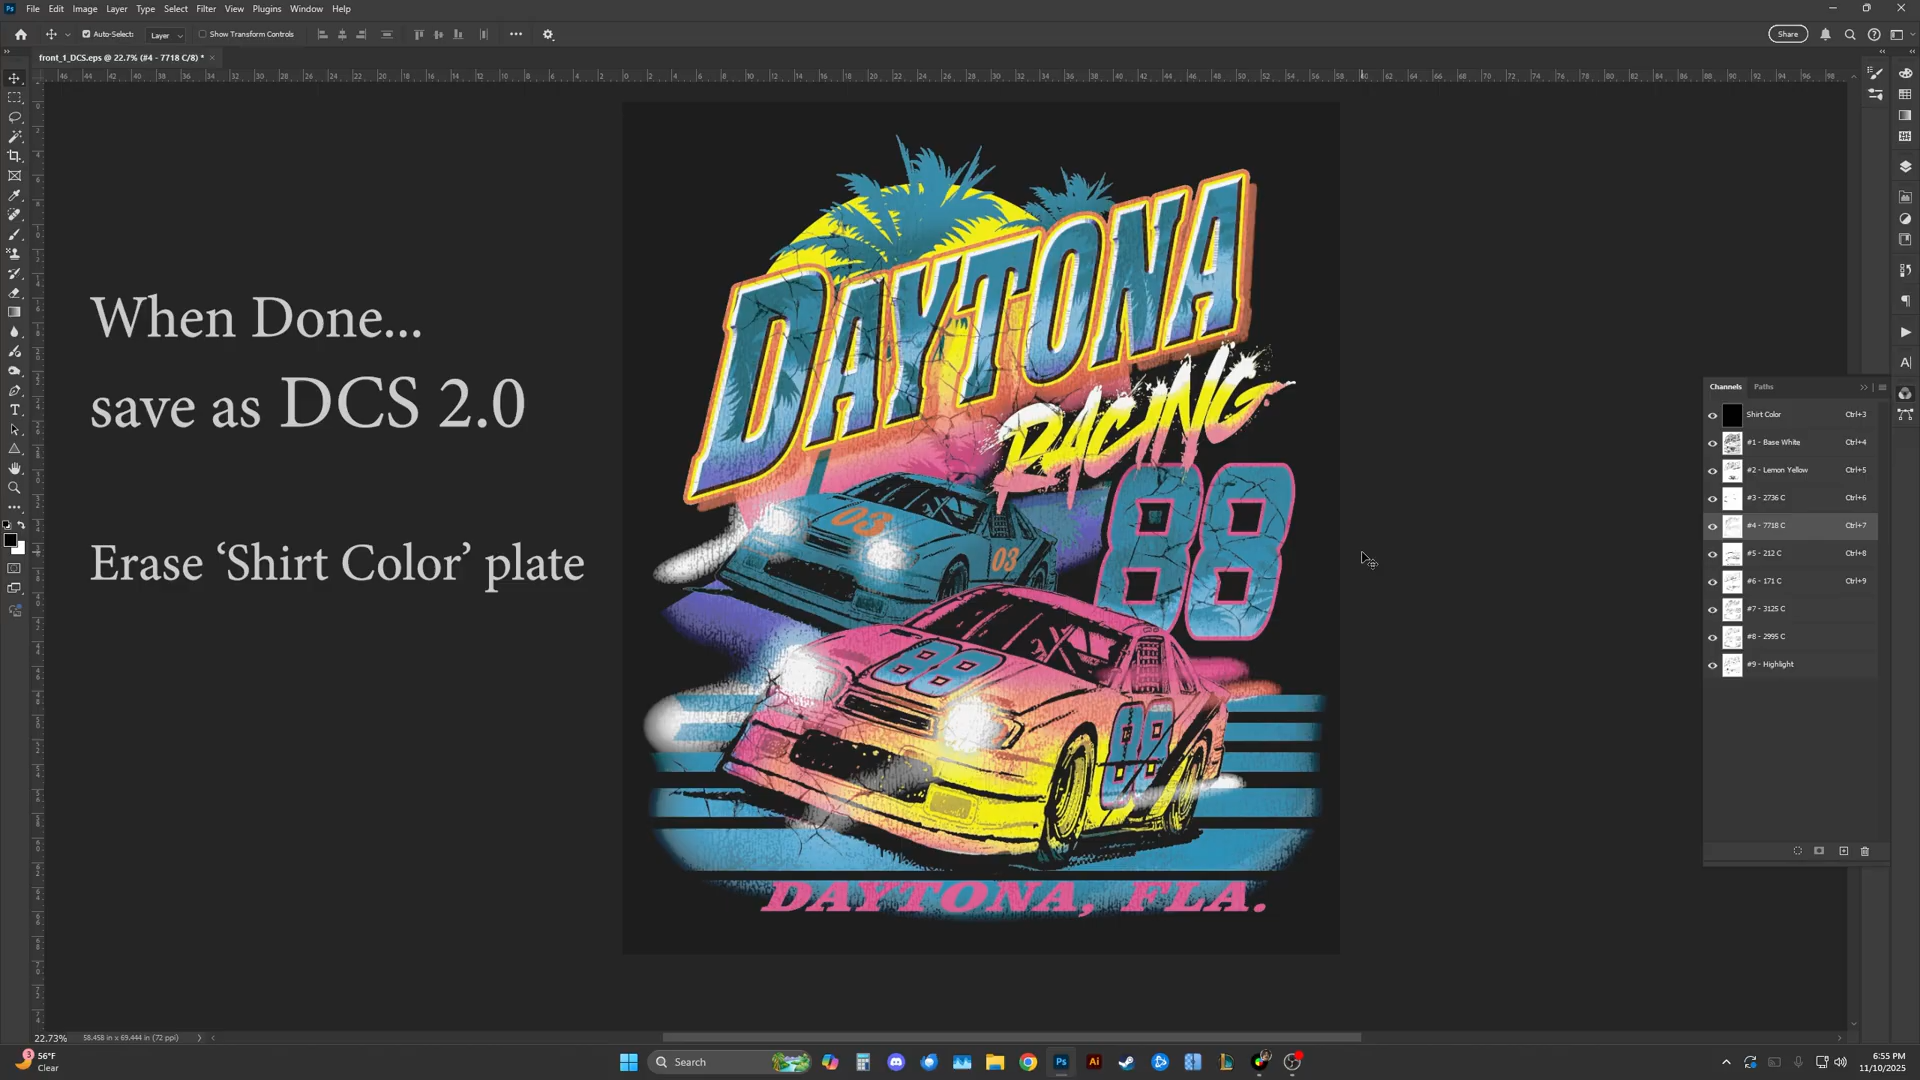 File Edit Image Layer Type Select Filter View Plugins Window Help
Auto-Select: Layer Show Transform Controls
Share
front_1_DCS.eps @ 22.7% (#4 - 7718 C/8) *
When Done...
save as DCS 2.0
Erase ‘Shirt Color’ plate
DAYTONA
RACING
88
03
03
88
88
DAYTONA, FLA.
Channels Paths
Shirt Color Ctrl+3
#1 - Base White Ctrl+4
#2 - Lemon Yellow Ctrl+5
#3 - 2736 C Ctrl+6
#4 - 7718 C Ctrl+7
#5 - 212 C Ctrl+8
#6 - 171 C Ctrl+9
#7 - 3125 C
#8 - 2995 C
#9 - Highlight
22.73% 58.458 in x 69.444 in (72 ppi)
56°F
Clear
Search
6:55 PM
11/10/2025